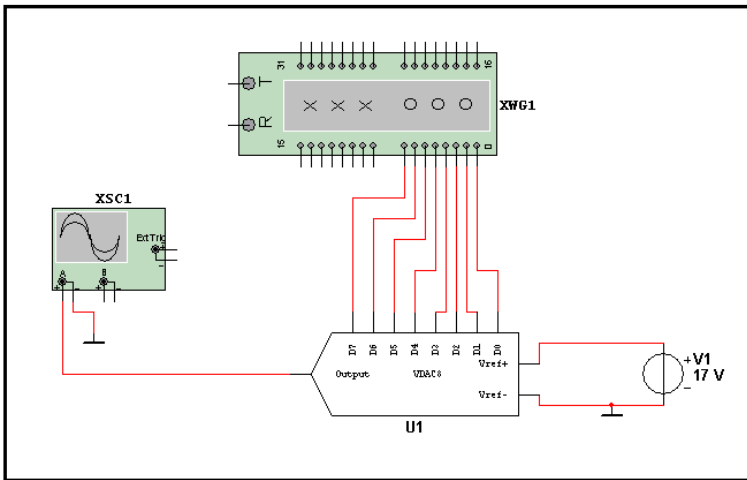 31 16
T
X X X O O O XWG1
R
15 0
XSC1
Ext Trig
+
-
A B
+ - + -
D7 D6 D5 D4 D3 D2 D1 D0
Vref+
Output VDAC8
Vref-
U1
+V1
17 V
-